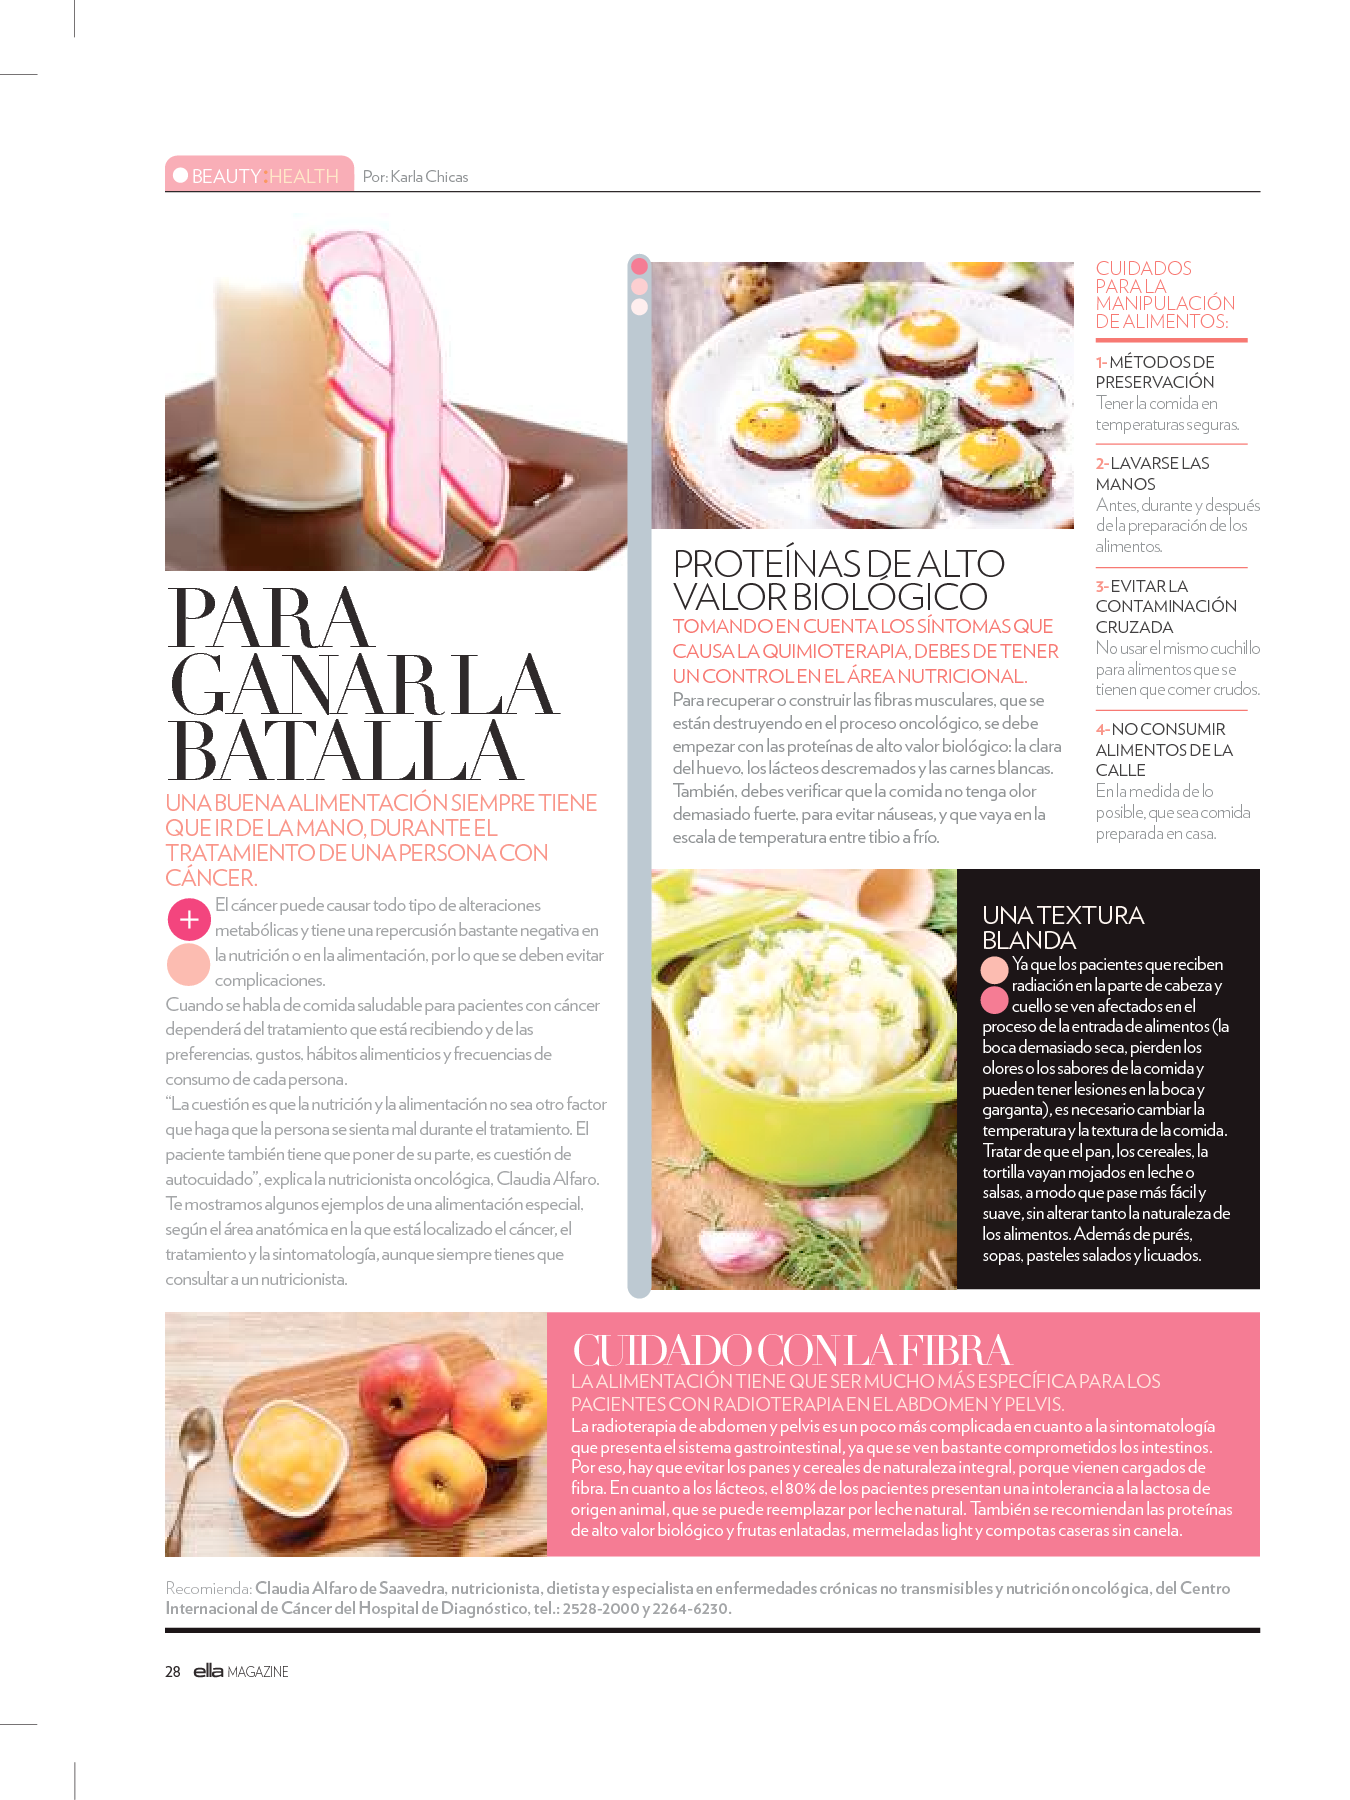 BEAUTY : HEALTH
Por: Karla Chicas
PARA
GANAR LA
BATALLA
UNA BUENA ALIMENTACIÓN SIEMPRE TIENE
QUE IR DE LA MANO, DURANTE EL
TRATAMIENTO DE UNA PERSONA CON
CÁNCER.
El cáncer puede causar todo tipo de alteraciones
metabólicas y tiene una repercusión bastante negativa en
la nutrición o en la alimentación, por lo que se deben evitar
complicaciones.
Cuando se habla de comida saludable para pacientes con cáncer
dependerá del tratamiento que está recibiendo y de las
preferencias, gustos, hábitos alimenticios y frecuencias de
consumo de cada persona.
“La cuestión es que la nutrición y la alimentación no sea otro factor
que haga que la persona se sienta mal durante el tratamiento. El
paciente también tiene que poner de su parte, es cuestión de
autocuidado”, explica la nutricionista oncológica, Claudia Alfaro.
Te mostramos algunos ejemplos de una alimentación especial,
según el área anatómica en la que está localizado el cáncer, el
tratamiento y la sintomatología, aunque siempre tienes que
consultar a un nutricionista.
PROTEÍNAS DE ALTO
VALOR BIOLÓGICO
TOMANDO EN CUENTA LOS SÍNTOMAS QUE
CAUSA LA QUIMIOTERAPIA, DEBES DE TENER
UN CONTROL EN EL ÁREA NUTRICIONAL.
Para recuperar o construir las fibras musculares, que se
están destruyendo en el proceso oncológico, se debe
empezar con las proteínas de alto valor biológico: la clara
del huevo, los lácteos descremados y las carnes blancas.
También, debes verificar que la comida no tenga olor
demasiado fuerte, para evitar náuseas, y que vaya en la
escala de temperatura entre tibio a frío.
CUIDADOS
PARA LA
MANIPULACIÓN
DE ALIMENTOS:
1- MÉTODOS DE
PRESERVACIÓN
Tener la comida en
temperaturas seguras.
2- LAVARSE LAS
MANOS
Antes, durante y después
de la preparación de los
alimentos.
3- EVITAR LA
CONTAMINACIÓN
CRUZADA
No usar el mismo cuchillo
para alimentos que se
tienen que comer crudos.
4- NO CONSUMIR
ALIMENTOS DE LA
CALLE
En la medida de lo
posible, que sea comida
preparada en casa.
UNA TEXTURA
BLANDA
Ya que los pacientes que reciben
radiación en la parte de cabeza y
cuello se ven afectados en el
proceso de la entrada de alimentos (la
boca demasiado seca, pierden los
olores o los sabores de la comida y
pueden tener lesiones en la boca y
garganta), es necesario cambiar la
temperatura y la textura de la comida.
Tratar de que el pan, los cereales, la
tortilla vayan mojados en leche o
salsas, a modo que pase más fácil y
suave, sin alterar tanto la naturaleza de
los alimentos. Además de purés,
sopas, pasteles salados y licuados.
CUIDADO CON LA FIBRA
LA ALIMENTACIÓN TIENE QUE SER MUCHO MÁS ESPECÍFICA PARA LOS
PACIENTES CON RADIOTERAPIA EN EL ABDOMEN Y PELVIS.
La radioterapia de abdomen y pelvis es un poco más complicada en cuanto a la sintomatología
que presenta el sistema gastrointestinal, ya que se ven bastante comprometidos los intestinos.
Por eso, hay que evitar los panes y cereales de naturaleza integral, porque vienen cargados de
fibra. En cuanto a los lácteos, el 80% de los pacientes presentan una intolerancia a la lactosa de
origen animal, que se puede reemplazar por leche natural. También se recomiendan las proteínas
de alto valor biológico y frutas enlatadas, mermeladas light y compotas caseras sin canela.
Recomienda: Claudia Alfaro de Saavedra, nutricionista, dietista y especialista en enfermedades crónicas no transmisibles y nutrición oncológica, del Centro
Internacional de Cáncer del Hospital de Diagnóstico, tel.: 2528-2000 y 2264-6230.
28 ella MAGAZINE